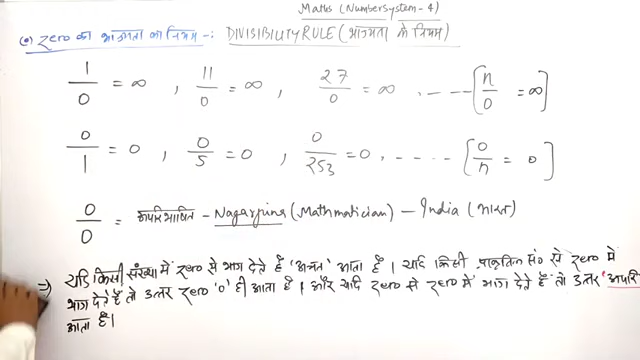 Maths (Numbersystem - 4)
(0) zero का भाज्यता का नियम -: DIVISIBILITY RULE (भाज्यता के नियम)
1/0 = ∞ , 11/0 = ∞ , 27/0 = ∞ , - - - - [n/0 = ∞]
0/1 = 0 , 0/5 = 0 , 0/253 = 0 , - - - - [0/n = 0]
0/0 = अपरिभाषित - Nagarjuna (Mathmatician) - India (भारत)
⇒ यदि किसी संख्या में zero से भाग देते हैं 'अनंत' आता है। यदि किसी प्राकृतिक सं० से zero में
भाग देते हैं तो उत्तर zero '0' ही आता है। और यदि zero से zero में भाग देते हैं तो उत्तर 'अपरि
आता है।